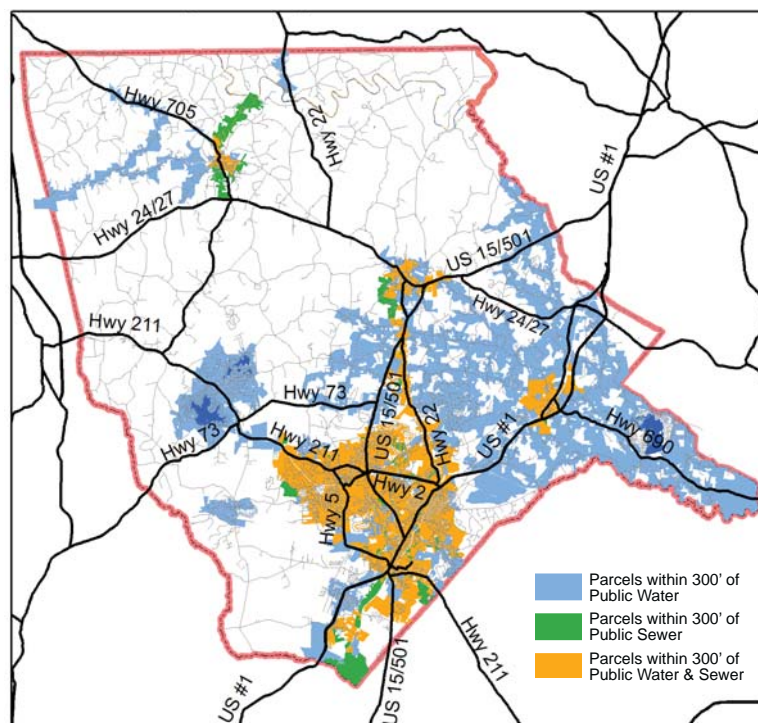 Hwy 705
Hwy 22
US #1
Hwy 24/27
US 15/501
Hwy 24/27
Hwy 211
Hwy 73
US 15/501
Hwy 22
US #1
Hwy 690
Hwy 73
Hwy 211
Hwy 2
Hwy 5
Parcels within 300' of
Public Water
Parcels within 300' of
Public Sewer
Parcels within 300' of
Public Water & Sewer
US #1
US 15/501
Hwy 211